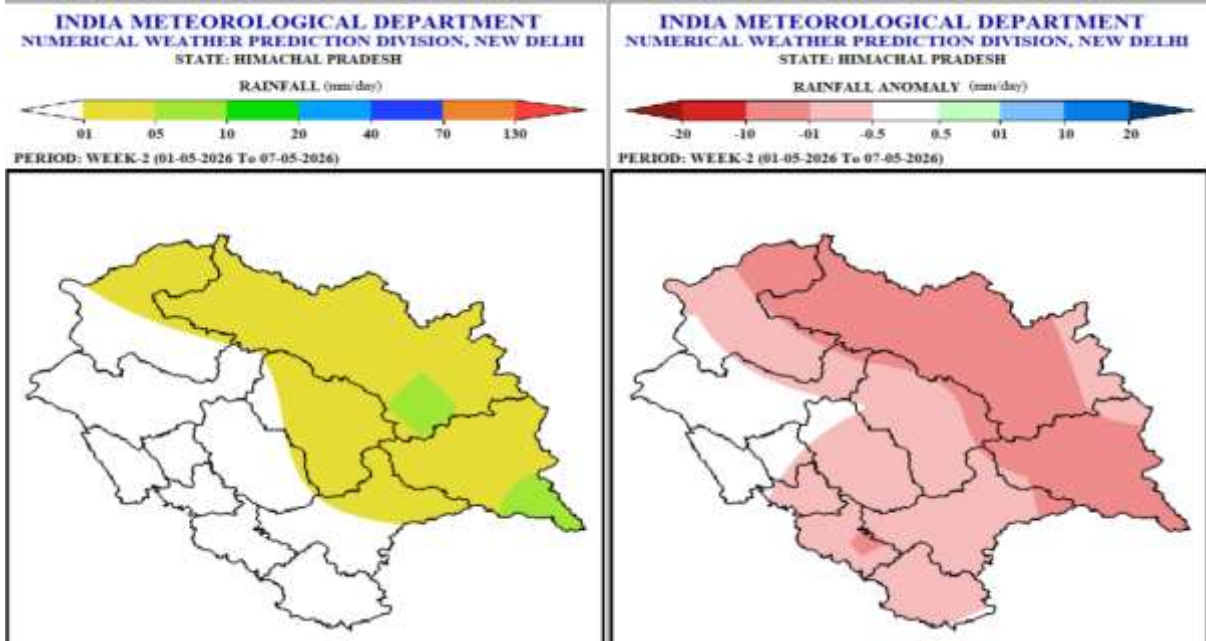 INDIA METEOROLOGICAL DEPARTMENT
NUMERICAL WEATHER PREDICTION DIVISION, NEW DELHI
STATE: HIMACHAL PRADESH
RAINFALL (mm/day)
01 05 10 20 40 70 130
PERIOD: WEEK-2 (01-05-2026 To 07-05-2026)
INDIA METEOROLOGICAL DEPARTMENT
NUMERICAL WEATHER PREDICTION DIVISION, NEW DELHI
STATE: HIMACHAL PRADESH
RAINFALL ANOMALY (mm/day)
-20 -10 -01 -0.5 0.5 01 10 20
PERIOD: WEEK-2 (01-05-2026 To 07-05-2026)